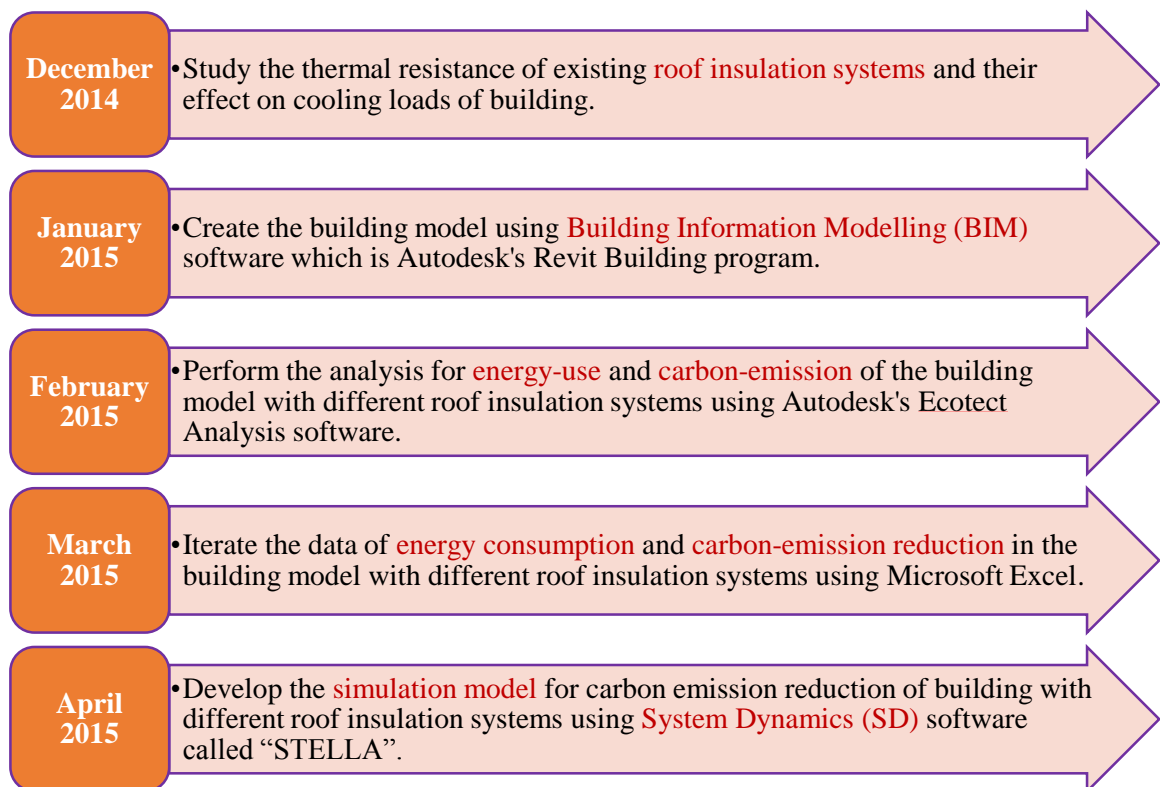 December
2014
•Study the thermal resistance of existing roof insulation systems and their
effect on cooling loads of building.
January
2015
•Create the building model using Building Information Modelling (BIM)
software which is Autodesk's Revit Building program.
February
2015
•Perform the analysis for energy-use and carbon-emission of the building
model with different roof insulation systems using Autodesk's Ecotect
Analysis software.
March
2015
•Iterate the data of energy consumption and carbon-emission reduction in the
building model with different roof insulation systems using Microsoft Excel.
April
2015
•Develop the simulation model for carbon emission reduction of building with
different roof insulation systems using System Dynamics (SD) software
called “STELLA”.